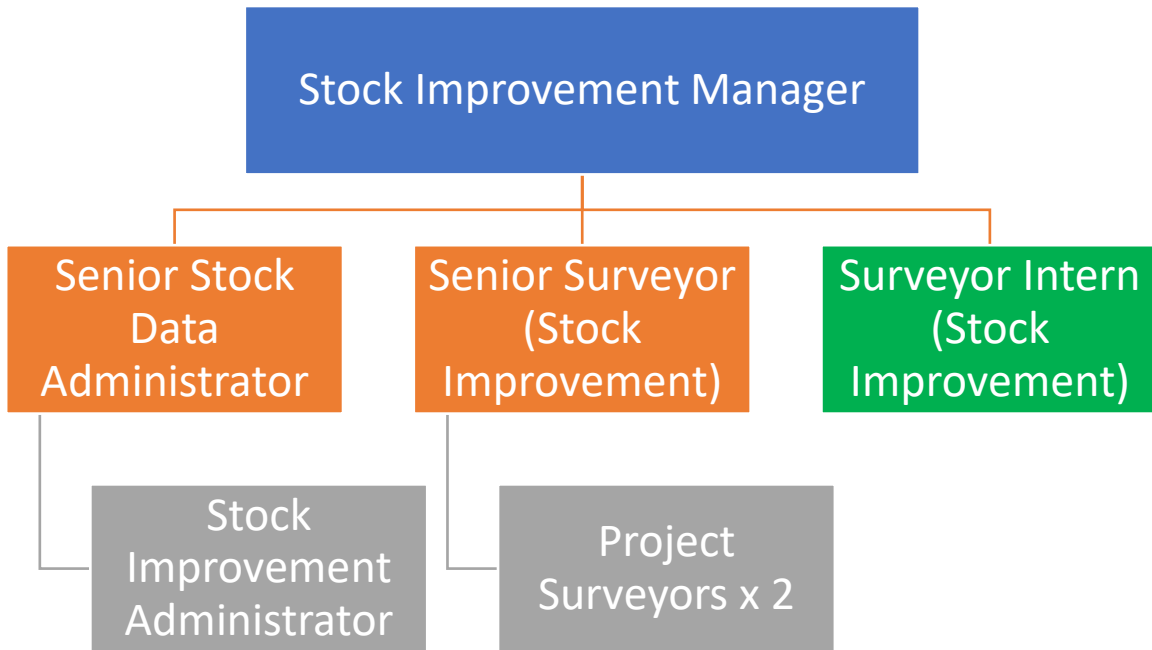 Stock Improvement Manager
Senior Stock
Data
Administrator
Senior Surveyor
(Stock
Improvement)
Surveyor Intern
(Stock
Improvement)
Stock
Improvement
Administrator
Project
Surveyors x 2